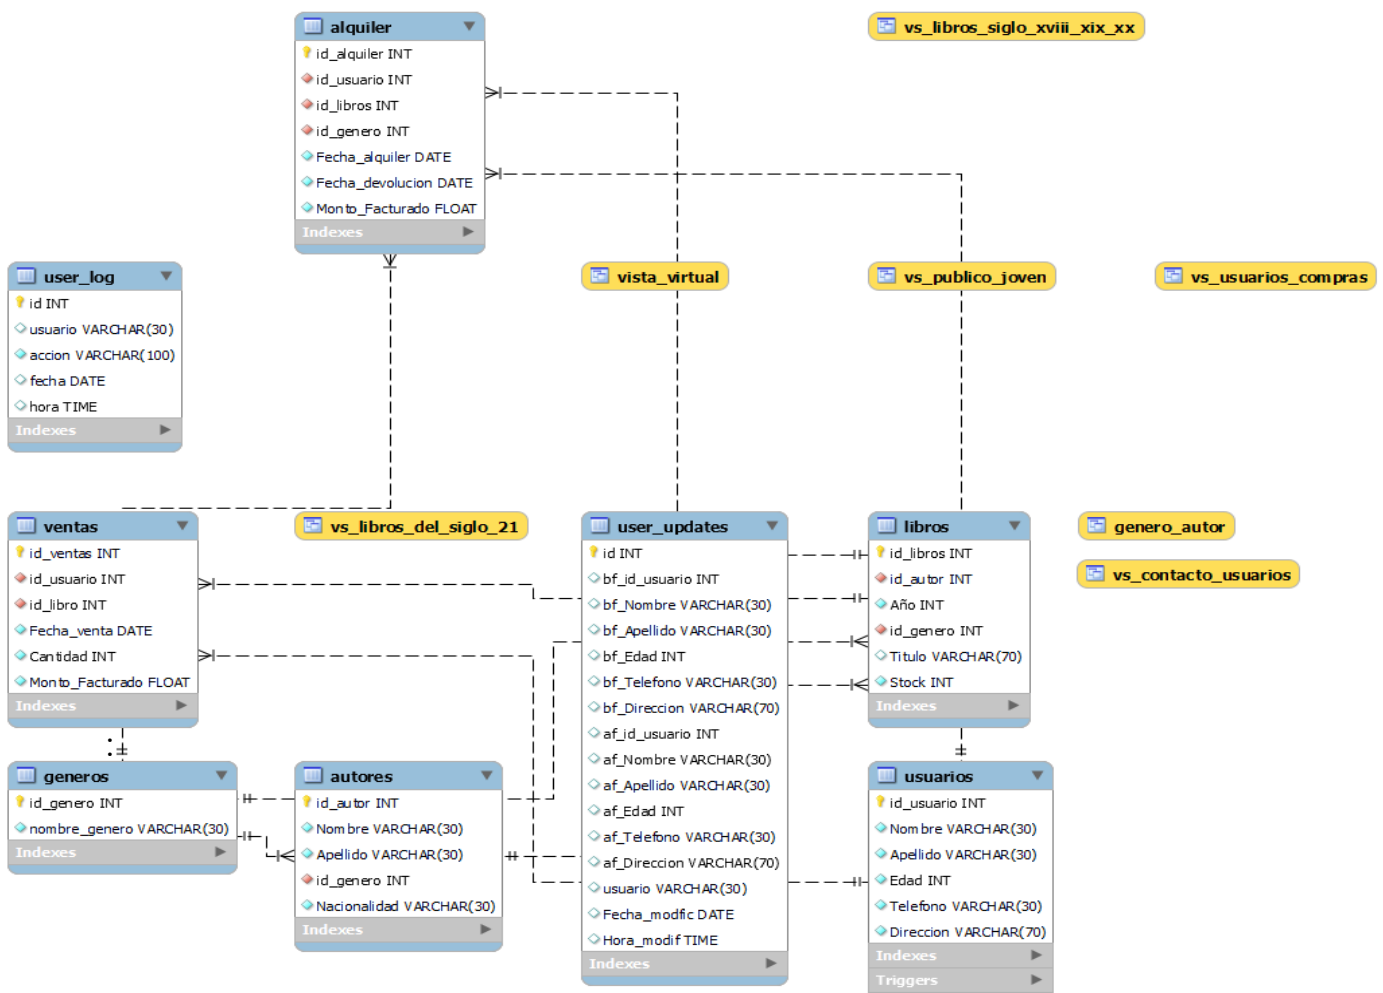 alquiler
id_alquiler INT
id_usuario INT
id_libros INT
id_genero INT
Fecha_alquiler DATE
Fecha_devolucion DATE
Monto_Facturado FLOAT
Indexes
vs_libros_siglo_xviii_xix_xx
user_log
id INT
usuario VARCHAR(30)
accion VARCHAR(100)
fecha DATE
hora TIME
Indexes
vista_virtual
vs_publico_joven
vs_usuarios_compras
ventas
id_ventas INT
id_usuario INT
id_libro INT
Fecha_venta DATE
Cantidad INT
Monto_Facturado FLOAT
Indexes
vs_libros_del_siglo_21
user_updates
id INT
bf_id_usuario INT
bf_Nombre VARCHAR(30)
bf_Apellido VARCHAR(30)
bf_Edad INT
bf_Telefono VARCHAR(30)
bf_Direccion VARCHAR(70)
af_id_usuario INT
af_Nombre VARCHAR(30)
af_Apellido VARCHAR(30)
af_Edad INT
af_Telefono VARCHAR(30)
af_Direccion VARCHAR(70)
usuario VARCHAR(30)
Fecha_modfic DATE
Hora_modif TIME
Indexes
libros
id_libros INT
id_autor INT
Año INT
id_genero INT
Titulo VARCHAR(70)
Stock INT
Indexes
genero_autor
vs_contacto_usuarios
generos
id_genero INT
nombre_genero VARCHAR(30)
Indexes
autores
id_autor INT
Nombre VARCHAR(30)
Apellido VARCHAR(30)
id_genero INT
Nacionalidad VARCHAR(30)
Indexes
usuarios
id_usuario INT
Nombre VARCHAR(30)
Apellido VARCHAR(30)
Edad INT
Telefono VARCHAR(30)
Direccion VARCHAR(70)
Indexes
Triggers